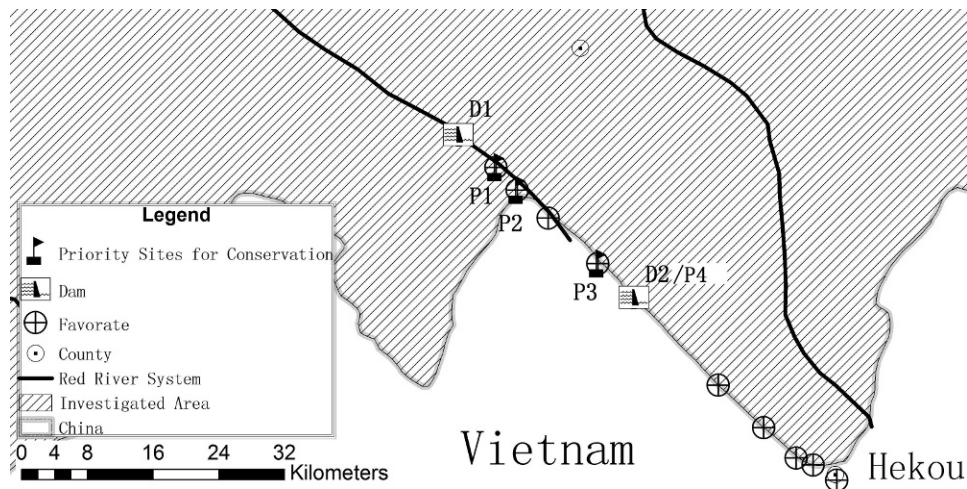 D1
P1
P2
P3
D2/P4
Legend
Priority Sites for Conservation
Dam
Favorate
County
Red River System
Investigated Area
China
0 4 8 16 24 32
Kilometers
Vietnam
Hekou